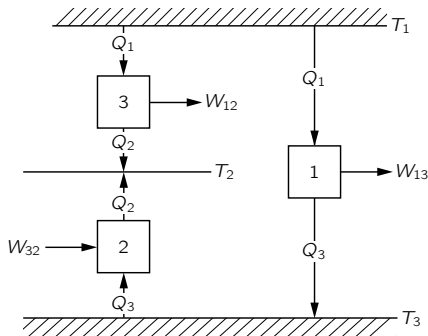 T₁
Q₁
Q₁
3
W₁₂
Q₂
T₂
1
W₁₃
Q₂
W₃₂
2
Q₃
Q₃
T₃